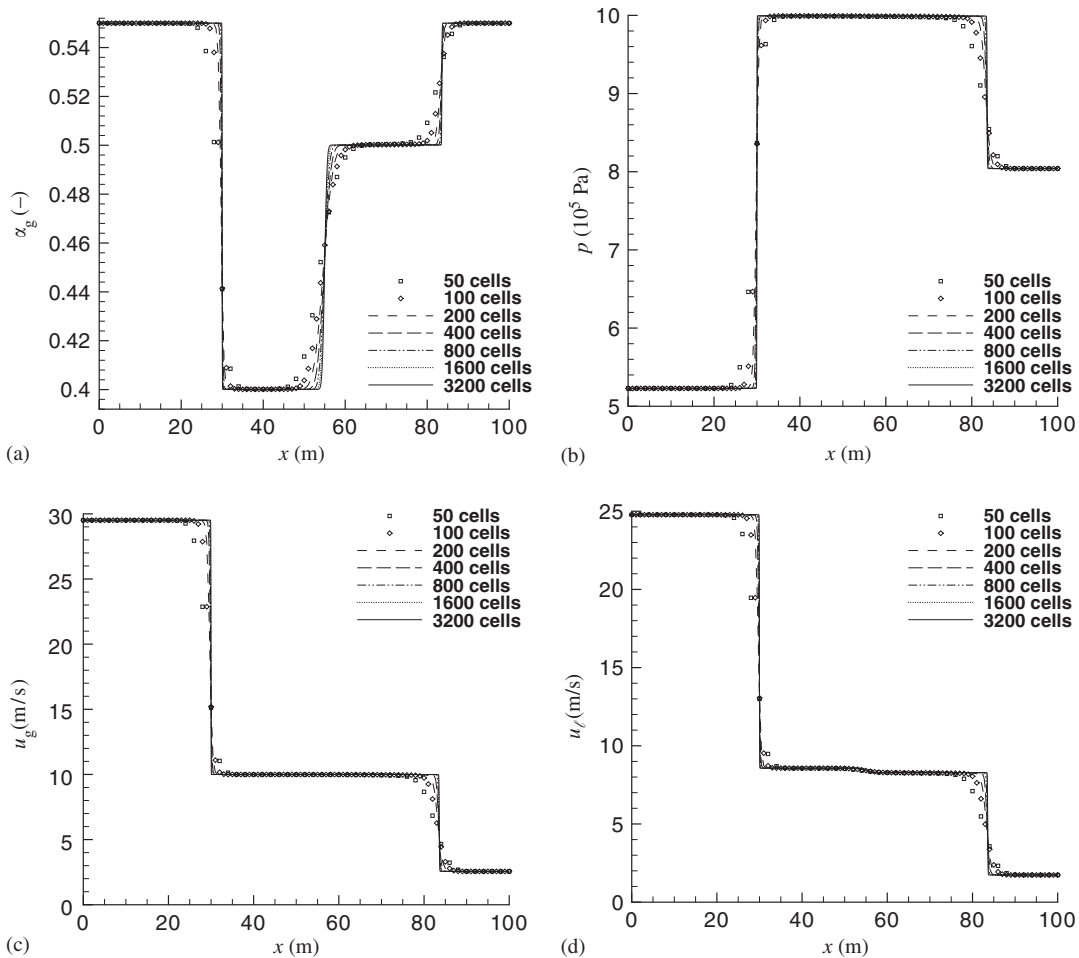 0.54
0.52
0.5
0.48
0.46
0.44
0.42
0.4
αg (−)
50 cells
100 cells
200 cells
400 cells
800 cells
1600 cells
3200 cells
0 20 40 60 80 100
x (m)
(a)
10
9
8
7
6
5
p (10⁵ Pa)
50 cells
100 cells
200 cells
400 cells
800 cells
1600 cells
3200 cells
0 20 40 60 80 100
x (m)
(b)
30
25
20
15
10
5
0
ug (m/s)
50 cells
100 cells
200 cells
400 cells
800 cells
1600 cells
3200 cells
0 20 40 60 80 100
x (m)
(c)
25
20
15
10
5
0
uℓ (m/s)
50 cells
100 cells
200 cells
400 cells
800 cells
1600 cells
3200 cells
0 20 40 60 80 100
x (m)
(d)